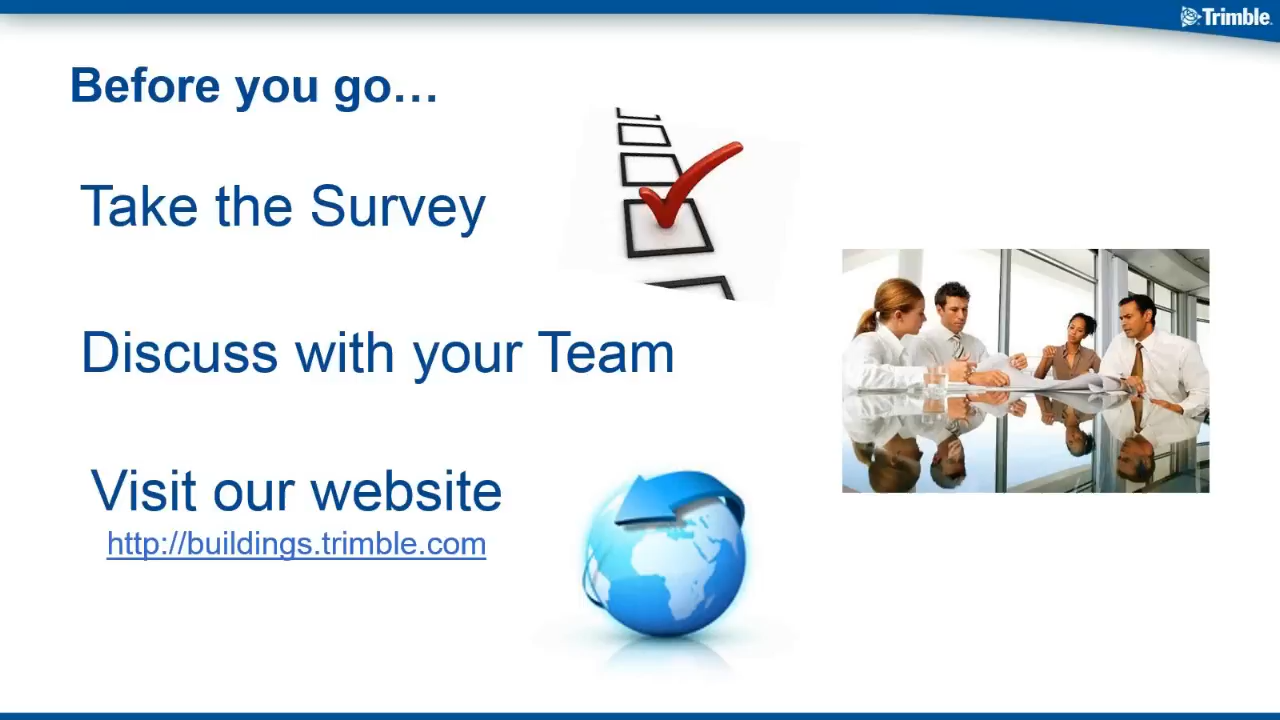 Trimble
Before you go…
Take the Survey
Discuss with your Team
Visit our website
http://buildings.trimble.com